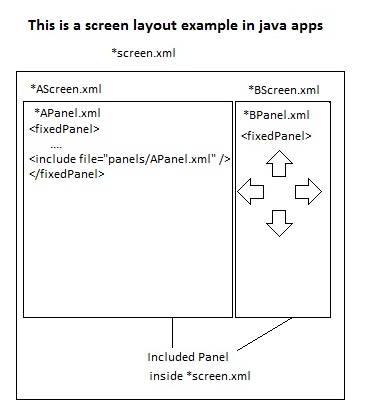 This is a screen layout example in java apps
*screen.xml
*AScreen.xml
*BScreen.xml
*APanel.xml
<fixedPanel>
....
<include file="panels/APanel.xml" />
</fixedPanel>
*BPanel.xml
<fixedPanel>
Included Panel
inside *screen.xml